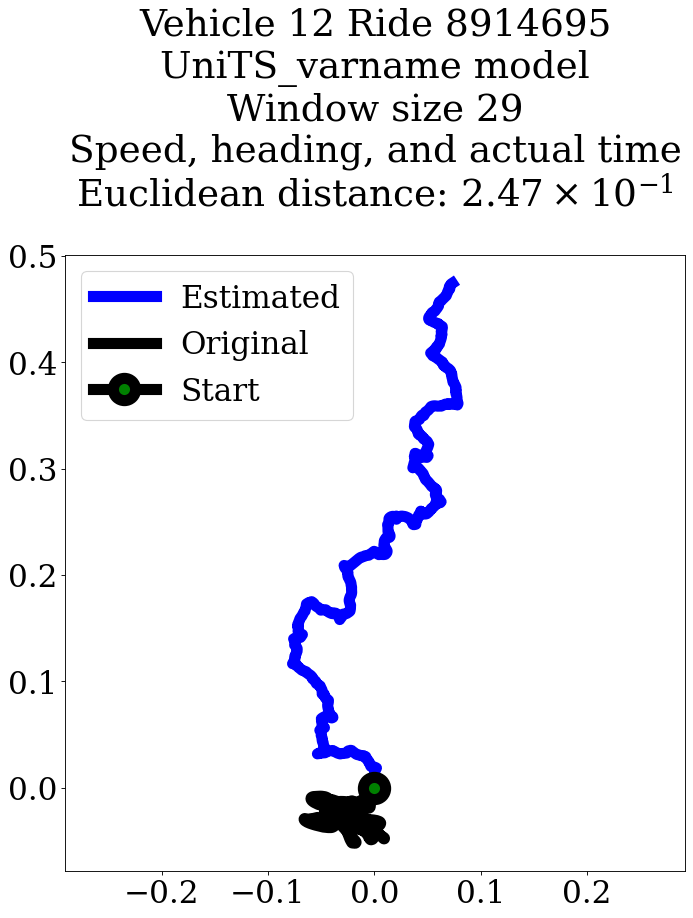 Vehicle 12 Ride 8914695
UniTS_varname model
Window size 29
Speed, heading, and actual time
Euclidean distance: 2.47 × 10⁻¹
0.5
0.4
0.3
0.2
0.1
0.0
Estimated
Original
Start
−0.2 −0.1 0.0 0.1 0.2